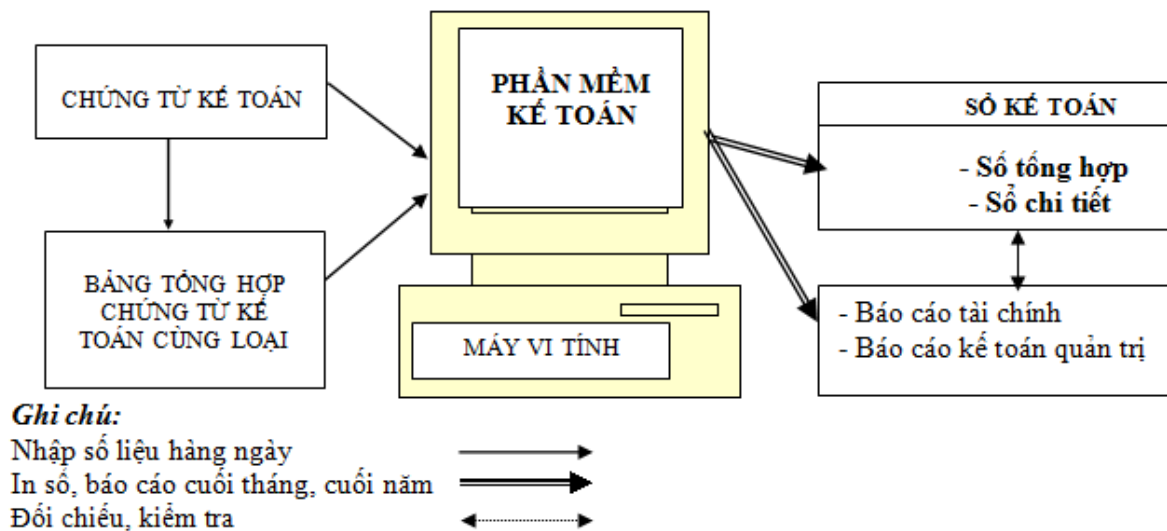 CHỨNG TỪ KẾ TOÁN
BẢNG TỔNG HỢP
CHỨNG TỪ KẾ
TOÁN CÙNG LOẠI
PHẦN MỀM
KẾ TOÁN
MÁY VI TÍNH
SỔ KẾ TOÁN
- Số tổng hợp
- Sổ chi tiết
- Báo cáo tài chính
- Báo cáo kế toán quản trị
Ghi chú:
Nhập số liệu hàng ngày
In sổ, báo cáo cuối tháng, cuối năm
Đối chiếu, kiểm tra